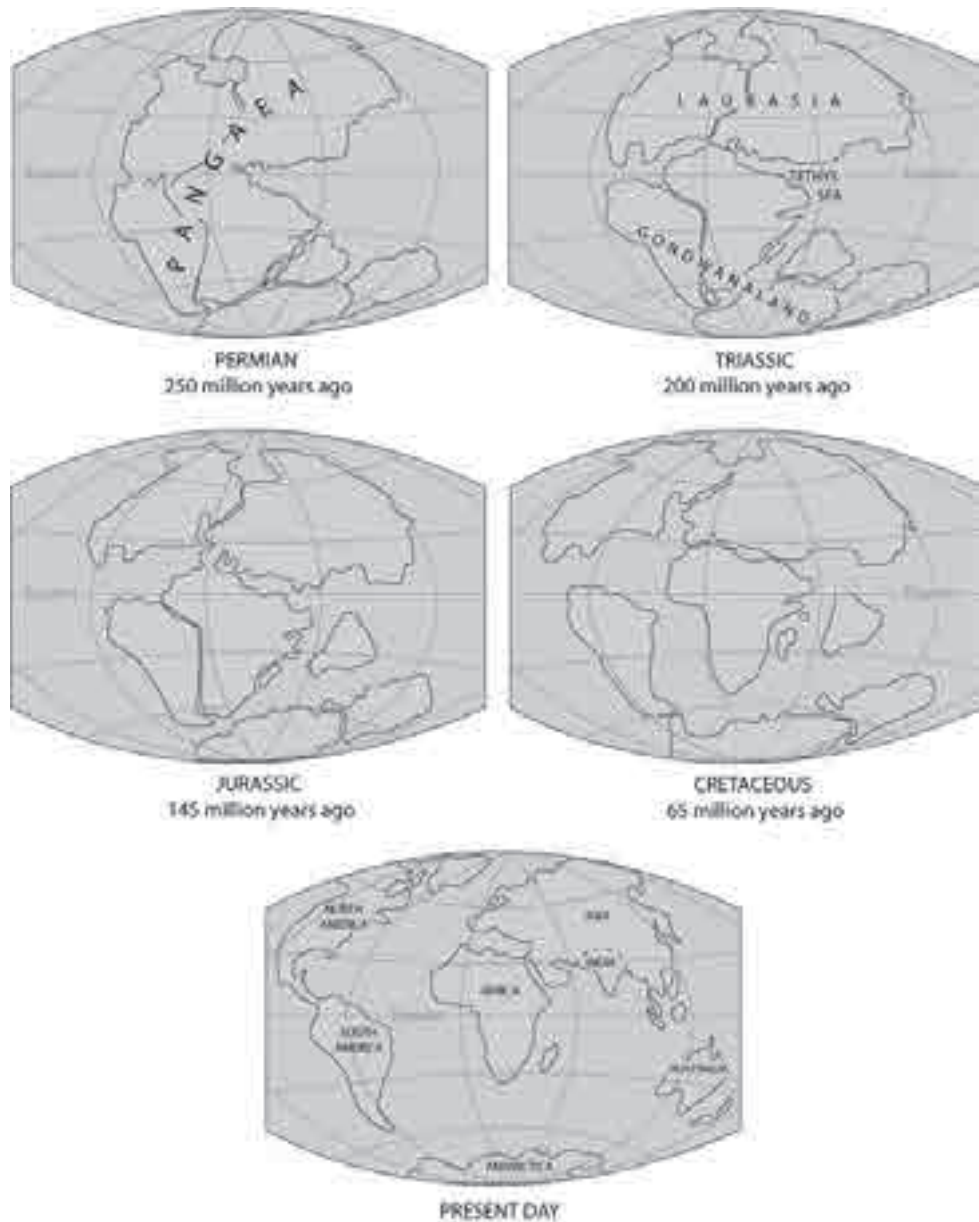 PANGAEA
PERMIAN
250 million years ago
LAURASIA
TETHYS
SEA
GONDWANALAND
TRIASSIC
200 million years ago
JURASSIC
145 million years ago
CRETACEOUS
65 million years ago
NORTH
AMERICA
ASIA
INDIA
AFRICA
SOUTH
AMERICA
AUSTRALIA
ANTARCTICA
PRESENT DAY